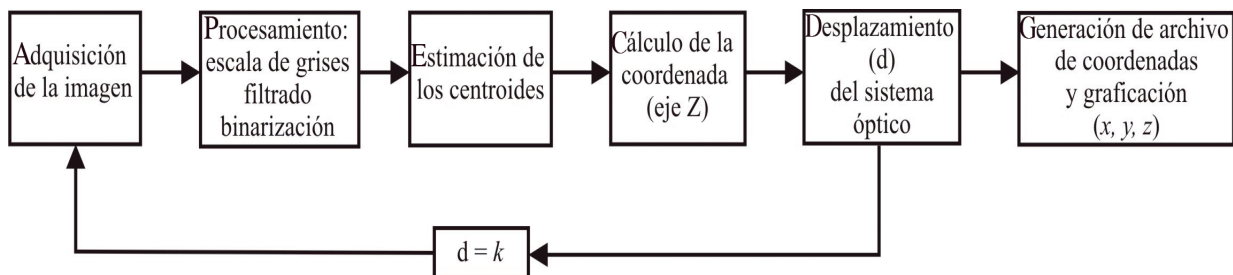 Adquisición
de la imagen
Procesamiento:
escala de grises
filtrado
binarización
Estimación de
los centroides
Cálculo de la
coordenada
(eje Z)
Desplazamiento
(d)
del sistema
óptico
Generación de archivo
de coordenadas
y graficación
(x, y, z)
d = k